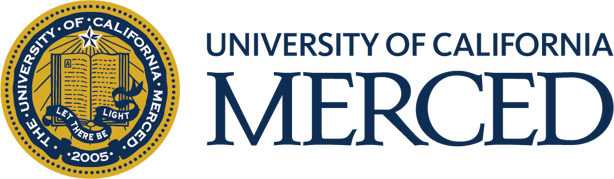 THE·UNIVERSITY·OF·CALIFORNIA·MERCED
A
LET THERE BE LIGHT
·2005·
UNIVERSITY OF CALIFORNIA
MERCED